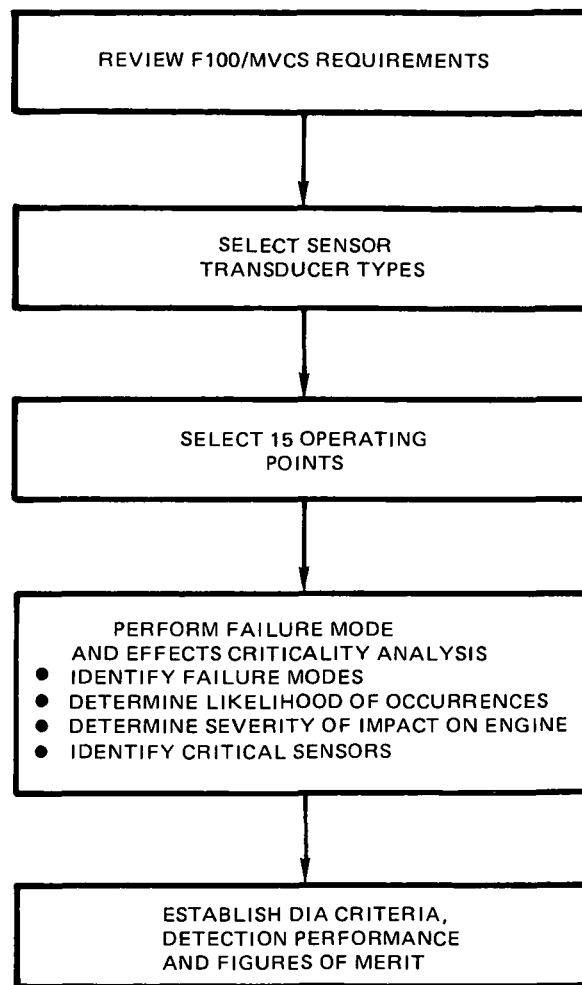 REVIEW F100/MVCS REQUIREMENTS
SELECT SENSOR
TRANSDUCER TYPES
SELECT 15 OPERATING
POINTS
PERFORM FAILURE MODE
AND EFFECTS CRITICALITY ANALYSIS
● IDENTIFY FAILURE MODES
● DETERMINE LIKELIHOOD OF OCCURRENCES
● DETERMINE SEVERITY OF IMPACT ON ENGINE
● IDENTIFY CRITICAL SENSORS
ESTABLISH DIA CRITERIA,
DETECTION PERFORMANCE
AND FIGURES OF MERIT